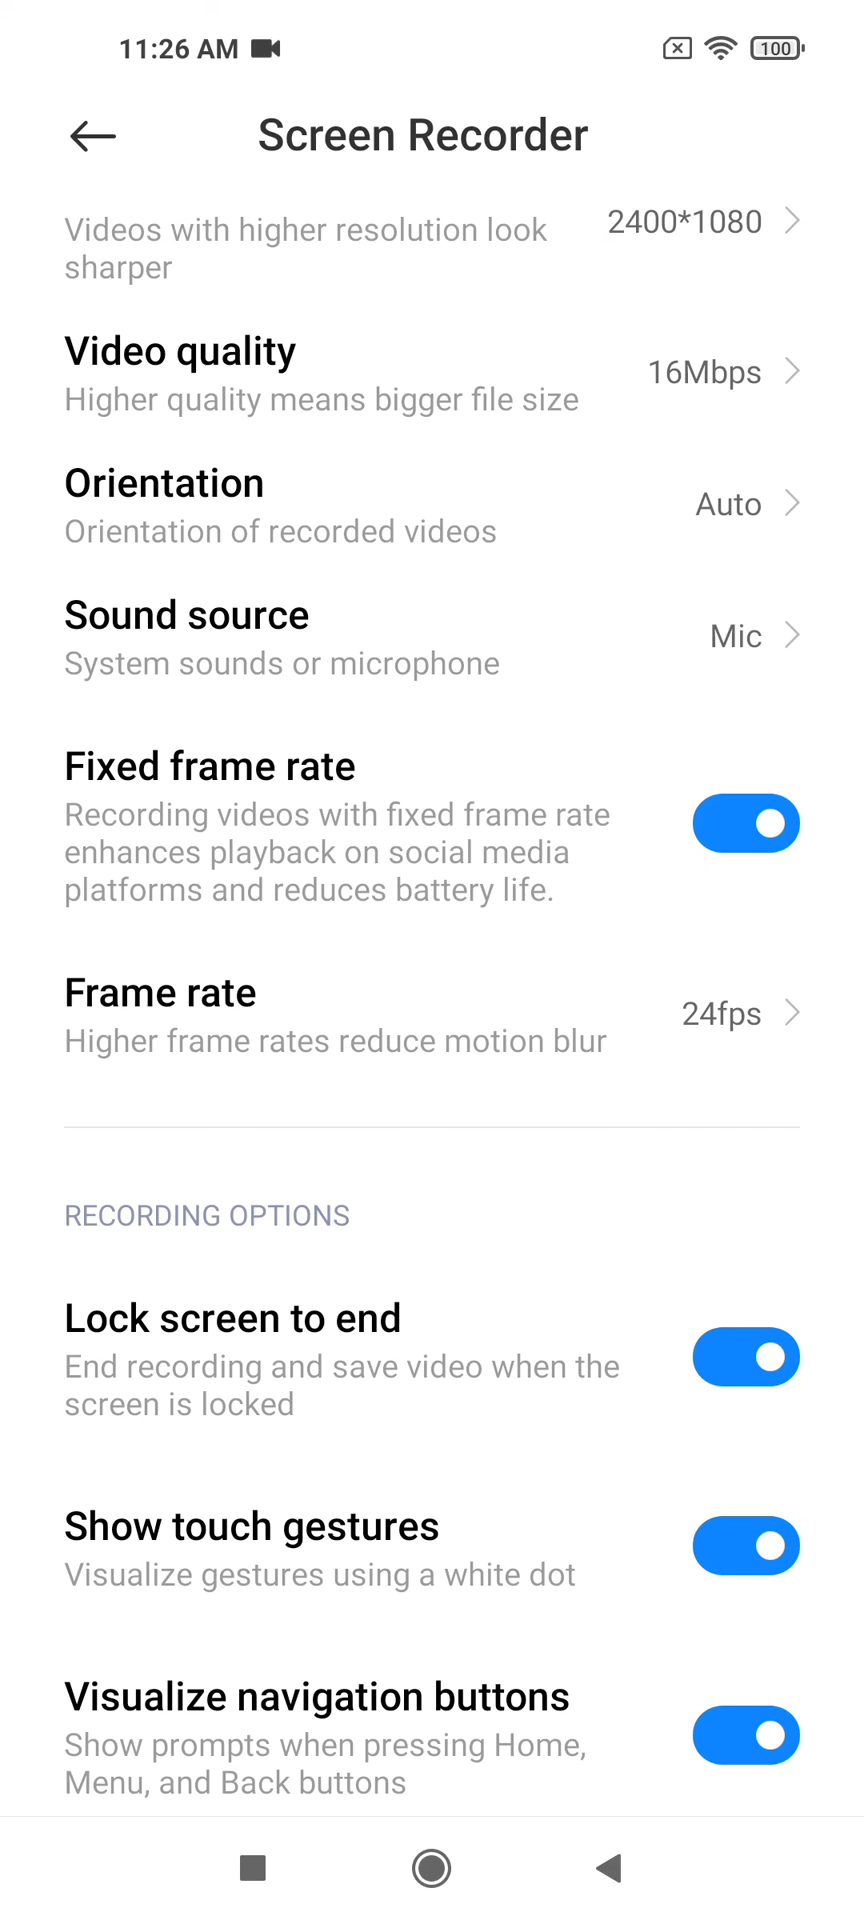 11:26 AM
100
Screen Recorder
Videos with higher resolution look
sharper
2400*1080
Video quality
Higher quality means bigger file size
16Mbps
Orientation
Orientation of recorded videos
Auto
Sound source
System sounds or microphone
Mic
Fixed frame rate
Recording videos with fixed frame rate
enhances playback on social media
platforms and reduces battery life.
Frame rate
Higher frame rates reduce motion blur
24fps
RECORDING OPTIONS
Lock screen to end
End recording and save video when the
screen is locked
Show touch gestures
Visualize gestures using a white dot
Visualize navigation buttons
Show prompts when pressing Home,
Menu, and Back buttons